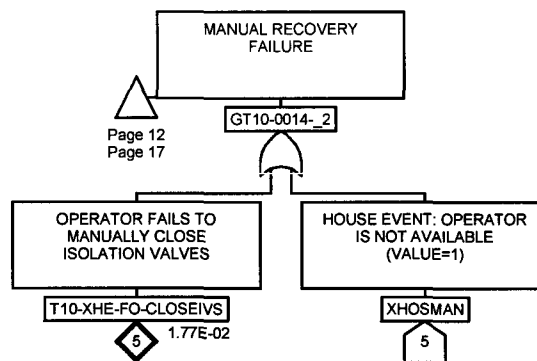 MANUAL RECOVERY
FAILURE
Page 12
Page 17
GT10-0014-_2
OPERATOR FAILS TO
MANUALLY CLOSE
ISOLATION VALVES
T10-XHE-FO-CLOSEIVS
5
1.77E-02
HOUSE EVENT: OPERATOR
IS NOT AVAILABLE
(VALUE=1)
XHOSMAN
5